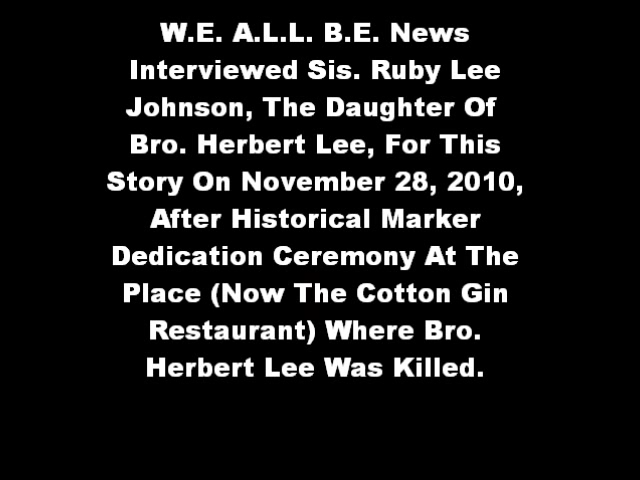 W.E. A.L.L. B.E. News
Interviewed Sis. Ruby Lee
Johnson, The Daughter Of
Bro. Herbert Lee, For This
Story On November 28, 2010,
After Historical Marker
Dedication Ceremony At The
Place (Now The Cotton Gin
Restaurant) Where Bro.
Herbert Lee Was Killed.